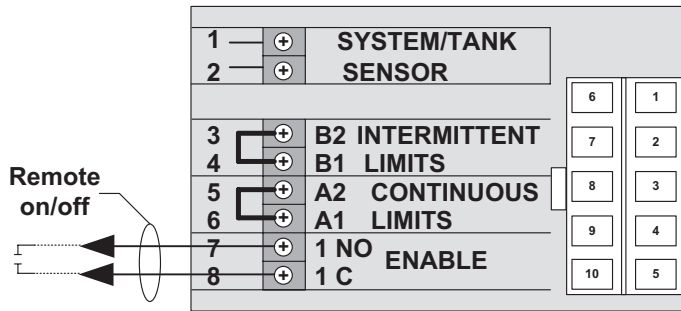 1 SYSTEM/TANK
2 SENSOR
3 B2 INTERMITTENT
4 B1 LIMITS
5 A2 CONTINUOUS
6 A1 LIMITS
7 1 NO ENABLE
8 1 C
Remote
on/off
6 1
7 2
8 3
9 4
10 5